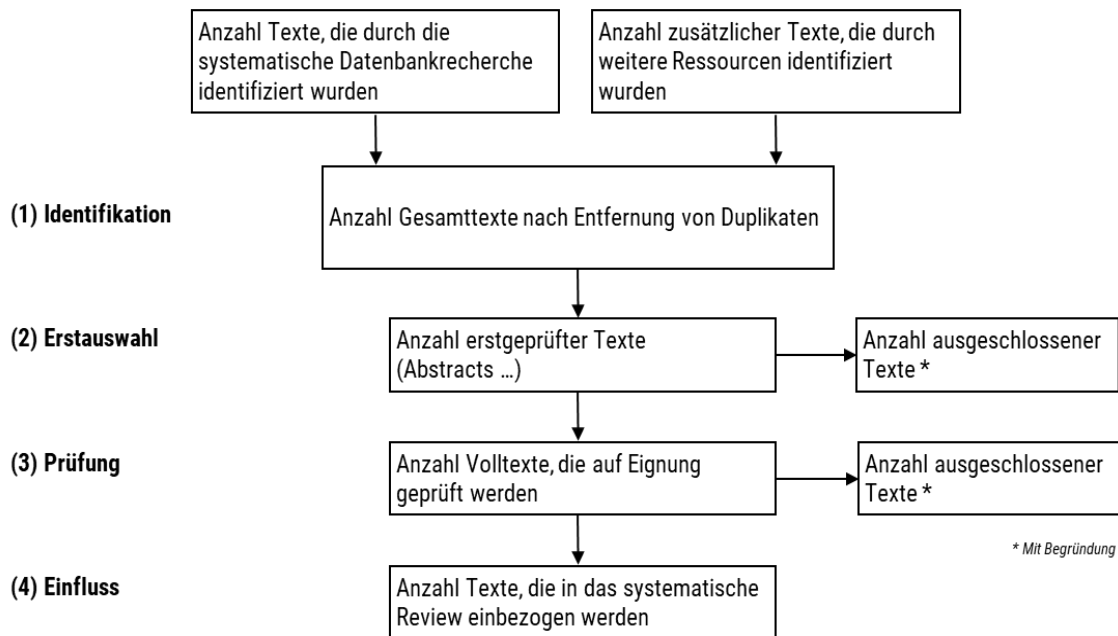 Anzahl Texte, die durch die
systematische Datenbankrecherche
identifiziert wurden
Anzahl zusätzlicher Texte, die durch
weitere Ressourcen identifiziert
wurden
(1) Identifikation
Anzahl Gesamttexte nach Entfernung von Duplikaten
(2) Erstauswahl
Anzahl erstgeprüfter Texte
(Abstracts ...)
Anzahl ausgeschlossener
Texte *
(3) Prüfung
Anzahl Volltexte, die auf Eignung
geprüft werden
Anzahl ausgeschlossener
Texte *
* Mit Begründung
(4) Einfluss
Anzahl Texte, die in das systematische
Review einbezogen werden